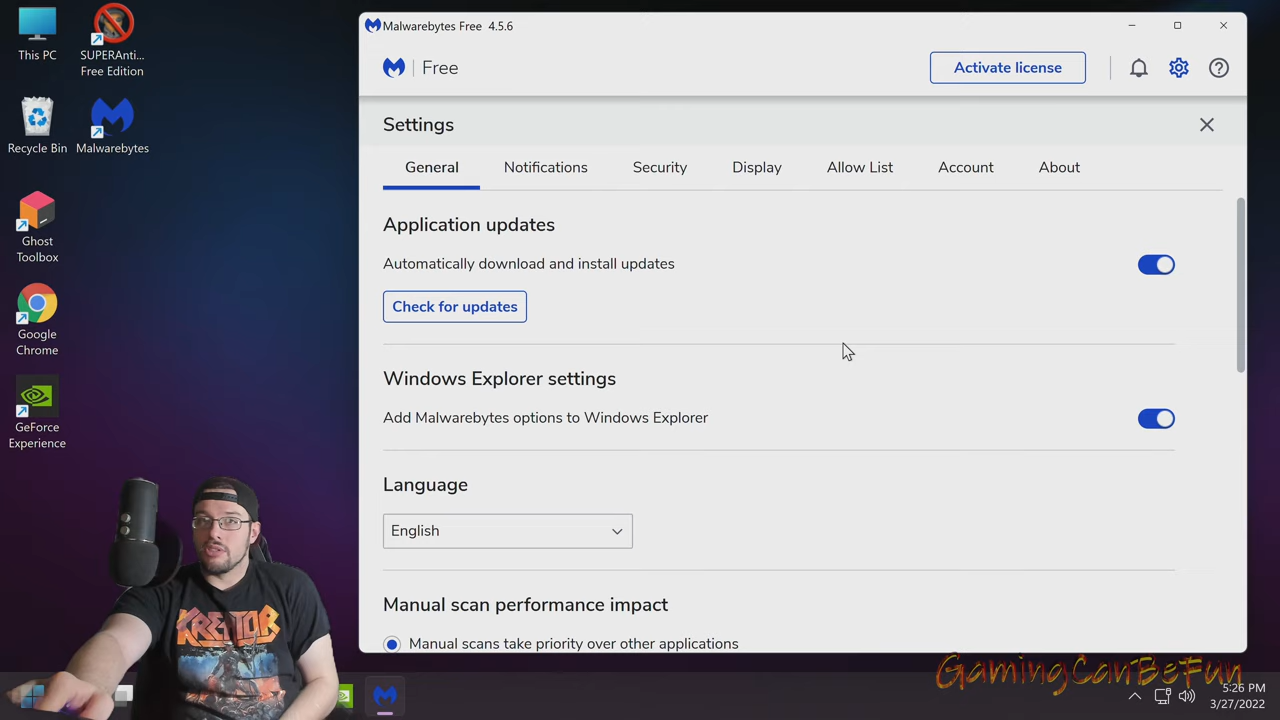 This PC
SUPERAnti...
Free Edition
Recycle Bin
Malwarebytes
Ghost
Toolbox
Google
Chrome
GeForce
Experience
Malwarebytes Free 4.5.6
Free
Activate license
Settings
General
Notifications
Security
Display
Allow List
Account
About
Application updates
Automatically download and install updates
Check for updates
Windows Explorer settings
Add Malwarebytes options to Windows Explorer
Language
English
Manual scan performance impact
Manual scans take priority over other applications
KREATOR
GamingCanBeFun
5:26 PM
3/27/2022